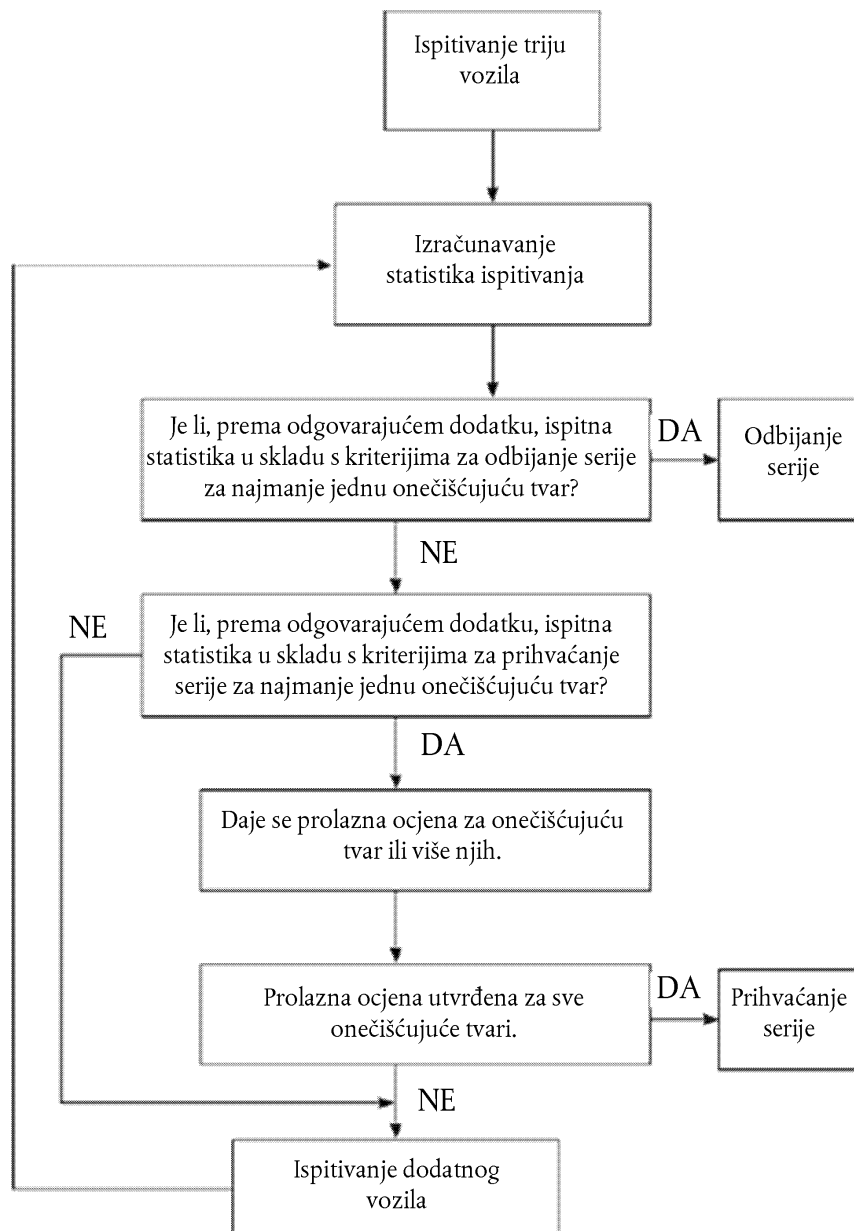 Ispitivanje triju
vozila
Izračunavanje
statistika ispitivanja
Je li, prema odgovarajućem dodatku, ispitna
statistika u skladu s kriterijima za odbijanje serije
za najmanje jednu onečišćujuću tvar?
DA
Odbijanje
serije
NE
NE
Je li, prema odgovarajućem dodatku, ispitna
statistika u skladu s kriterijima za prihvaćanje
serije za najmanje jednu onečišćujuću tvar?
DA
Daje se prolazna ocjena za onečišćujuću
tvar ili više njih.
Prolazna ocjena utvrđena za sve
onečišćujuće tvari.
DA
Prihvaćanje
serije
NE
Ispitivanje dodatnog
vozila